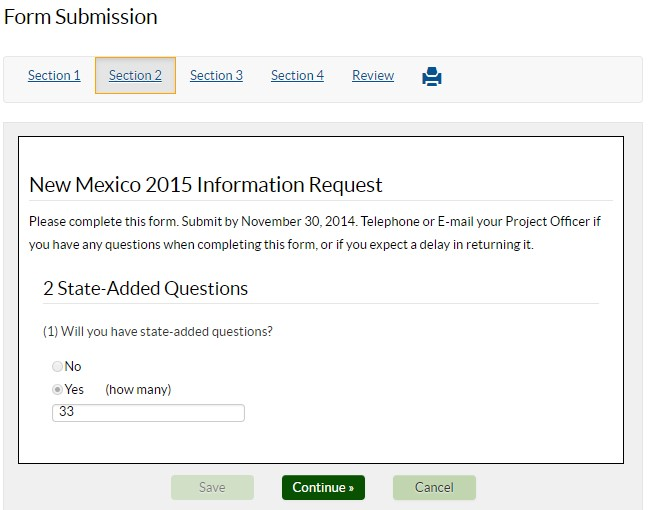 Form Submission
Section 1 Section 2 Section 3 Section 4 Review
New Mexico 2015 Information Request
Please complete this form. Submit by November 30, 2014. Telephone or E-mail your Project Officer if
you have any questions when completing this form, or if you expect a delay in returning it.
2 State-Added Questions
(1) Will you have state-added questions?
No
Yes (how many)
33
Save Continue » Cancel